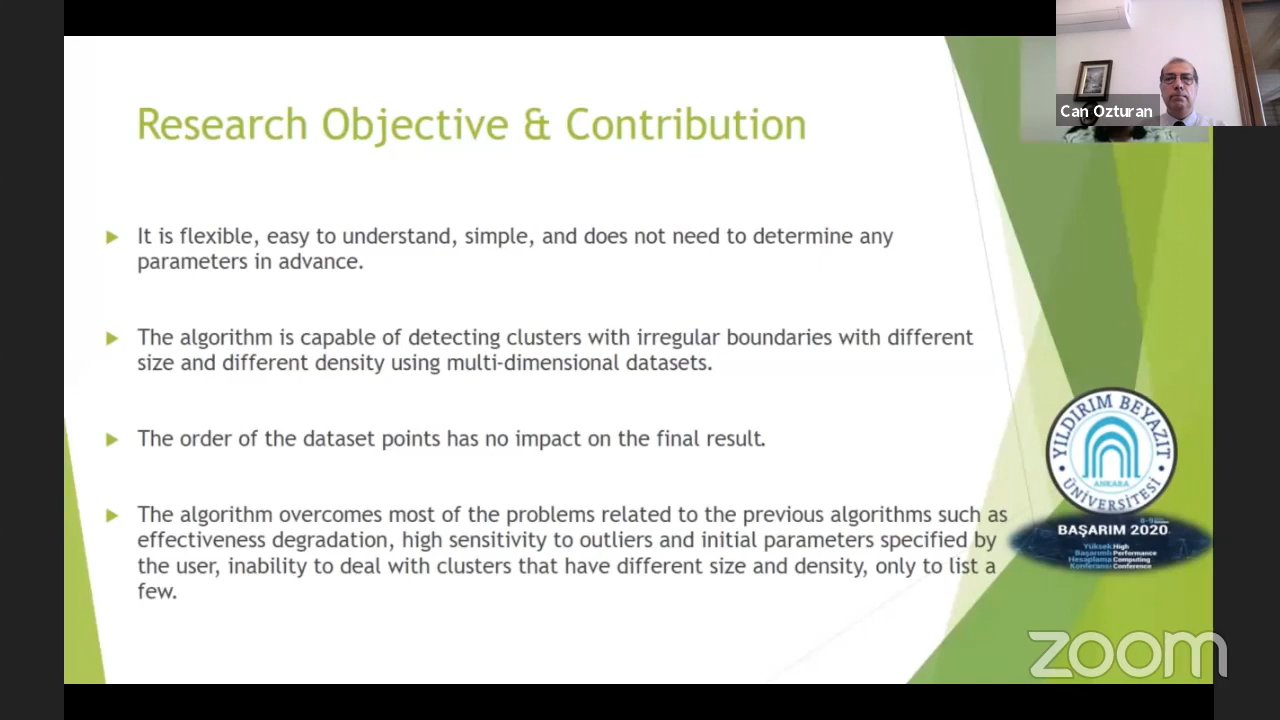 Can Ozturan
Research Objective & Contribution
It is flexible, easy to understand, simple, and does not need to determine any
parameters in advance.
The algorithm is capable of detecting clusters with irregular boundaries with different
size and different density using multi-dimensional datasets.
The order of the dataset points has no impact on the final result.
The algorithm overcomes most of the problems related to the previous algorithms such as
effectiveness degradation, high sensitivity to outliers and initial parameters specified by
the user, inability to deal with clusters that have different size and density, only to list a
few.
YILDIRIM BEYAZIT
ANKARA
ÜNİVERSİTESİ
BAŞARIM 2020
Yüksek High
Başarımlı Performance
Hesaplama Computing
Konferansı Conference
zoom